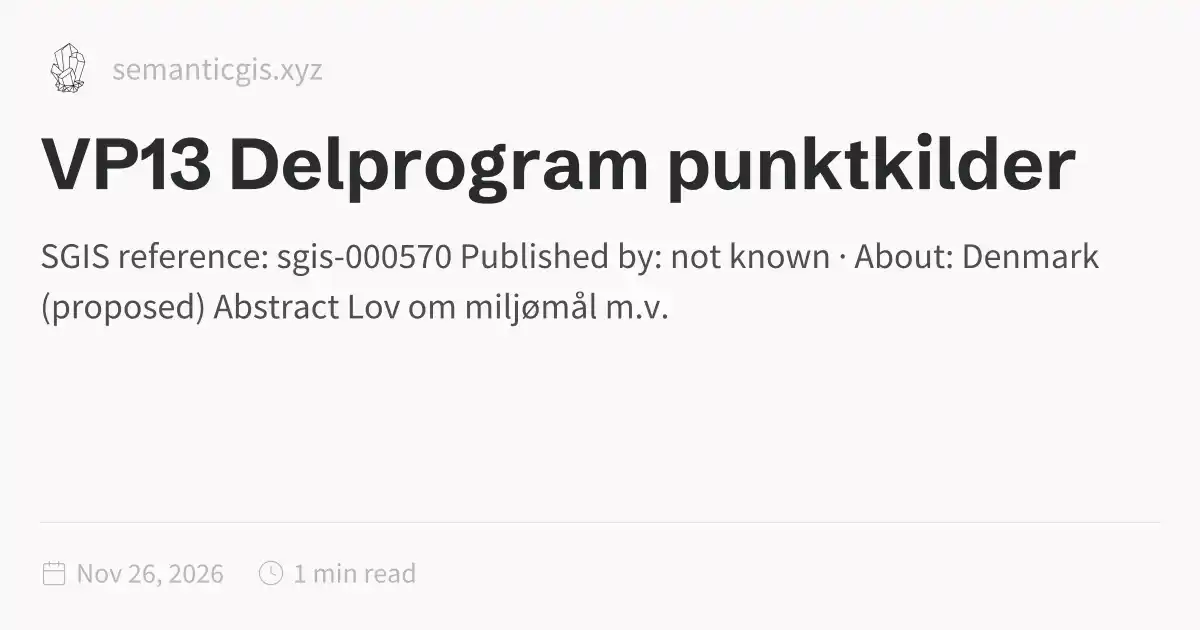 semanticgis.xyz
VP13 Delprogram punktkilder
SGIS reference: sgis-000570 Published by: not known · About: Denmark
(proposed) Abstract Lov om miljømål m.v.
Nov 26, 2026 1 min read